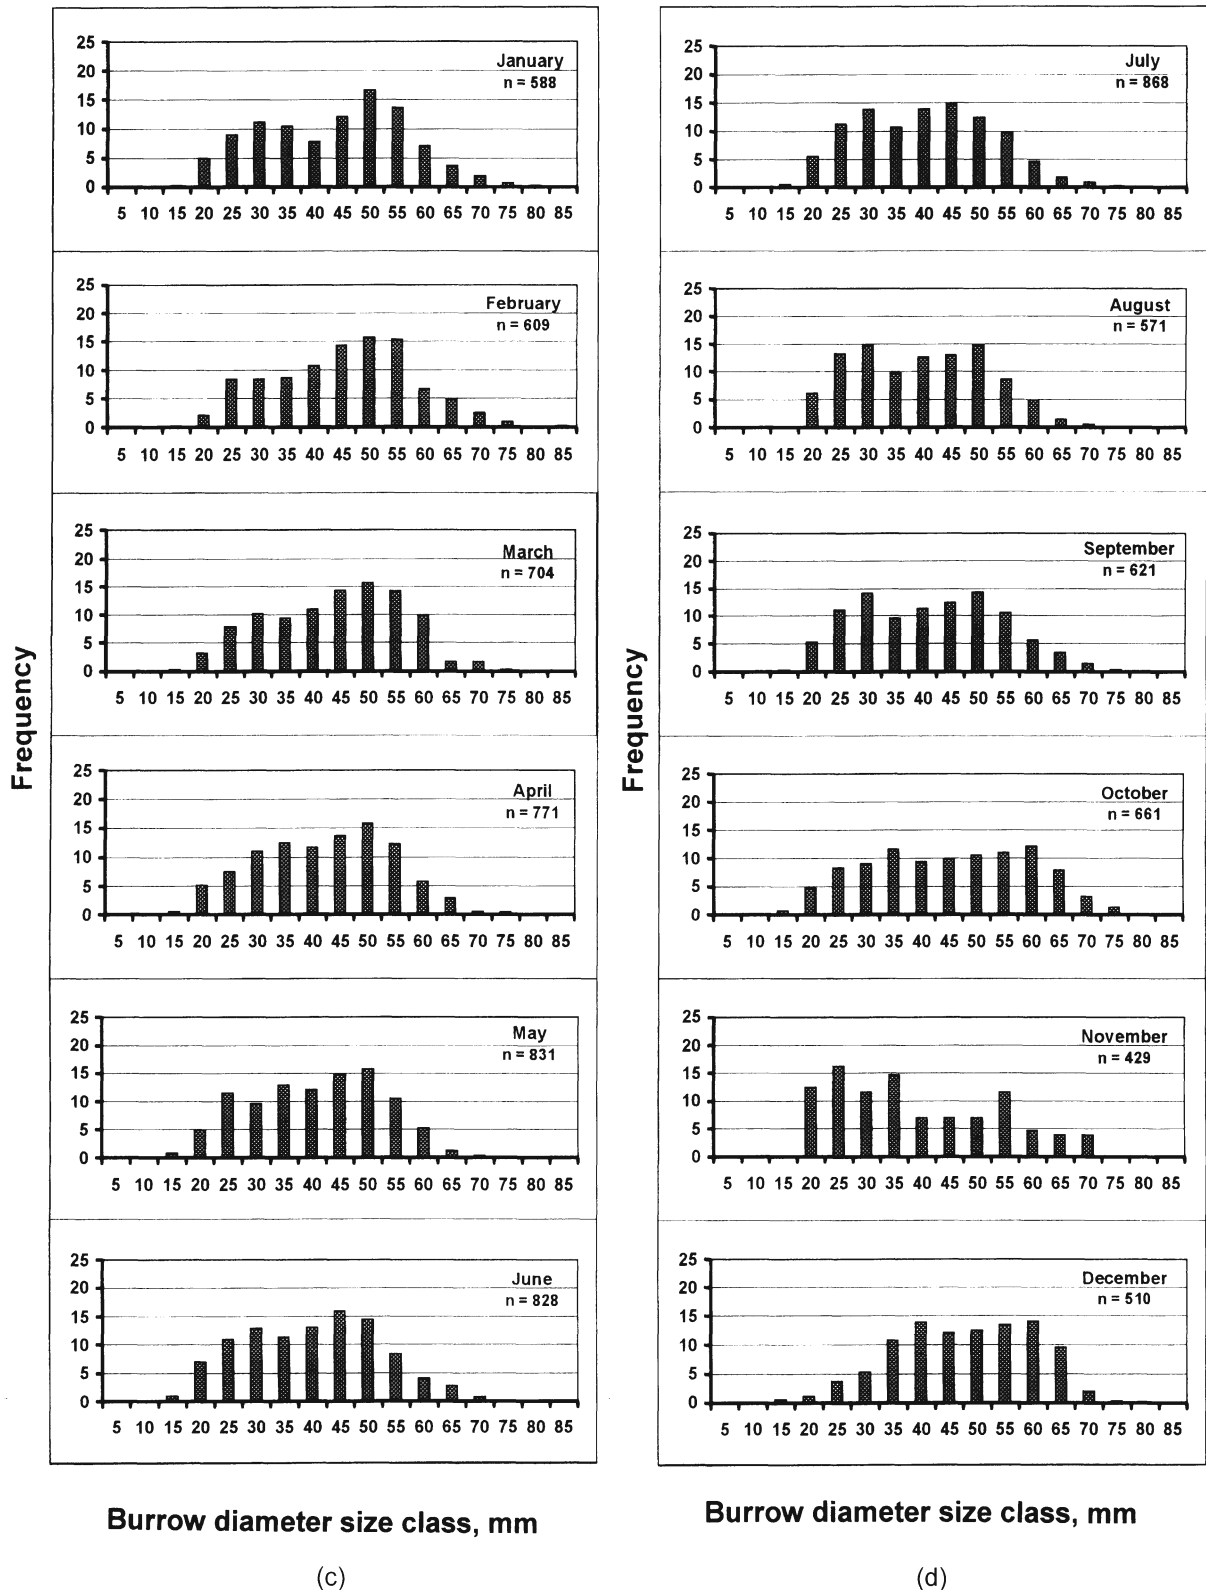 Frequency
25
20
15
10
5
0
January
n = 588
5 10 15 20 25 30 35 40 45 50 55 60 65 70 75 80 85
25
20
15
10
5
0
February
n = 609
5 10 15 20 25 30 35 40 45 50 55 60 65 70 75 80 85
25
20
15
10
5
0
March
n = 704
5 10 15 20 25 30 35 40 45 50 55 60 65 70 75 80 85
25
20
15
10
5
0
April
n = 771
5 10 15 20 25 30 35 40 45 50 55 60 65 70 75 80 85
25
20
15
10
5
0
May
n = 831
5 10 15 20 25 30 35 40 45 50 55 60 65 70 75 80 85
25
20
15
10
5
0
June
n = 828
5 10 15 20 25 30 35 40 45 50 55 60 65 70 75 80 85
Burrow diameter size class, mm
(c)
Frequency
25
20
15
10
5
0
July
n = 868
5 10 15 20 25 30 35 40 45 50 55 60 65 70 75 80 85
25
20
15
10
5
0
August
n = 571
5 10 15 20 25 30 35 40 45 50 55 60 65 70 75 80 85
25
20
15
10
5
0
September
n = 621
5 10 15 20 25 30 35 40 45 50 55 60 65 70 75 80 85
25
20
15
10
5
0
October
n = 661
5 10 15 20 25 30 35 40 45 50 55 60 65 70 75 80 85
25
20
15
10
5
0
November
n = 429
5 10 15 20 25 30 35 40 45 50 55 60 65 70 75 80 85
25
20
15
10
5
0
December
n = 510
5 10 15 20 25 30 35 40 45 50 55 60 65 70 75 80 85
Burrow diameter size class, mm
(d)